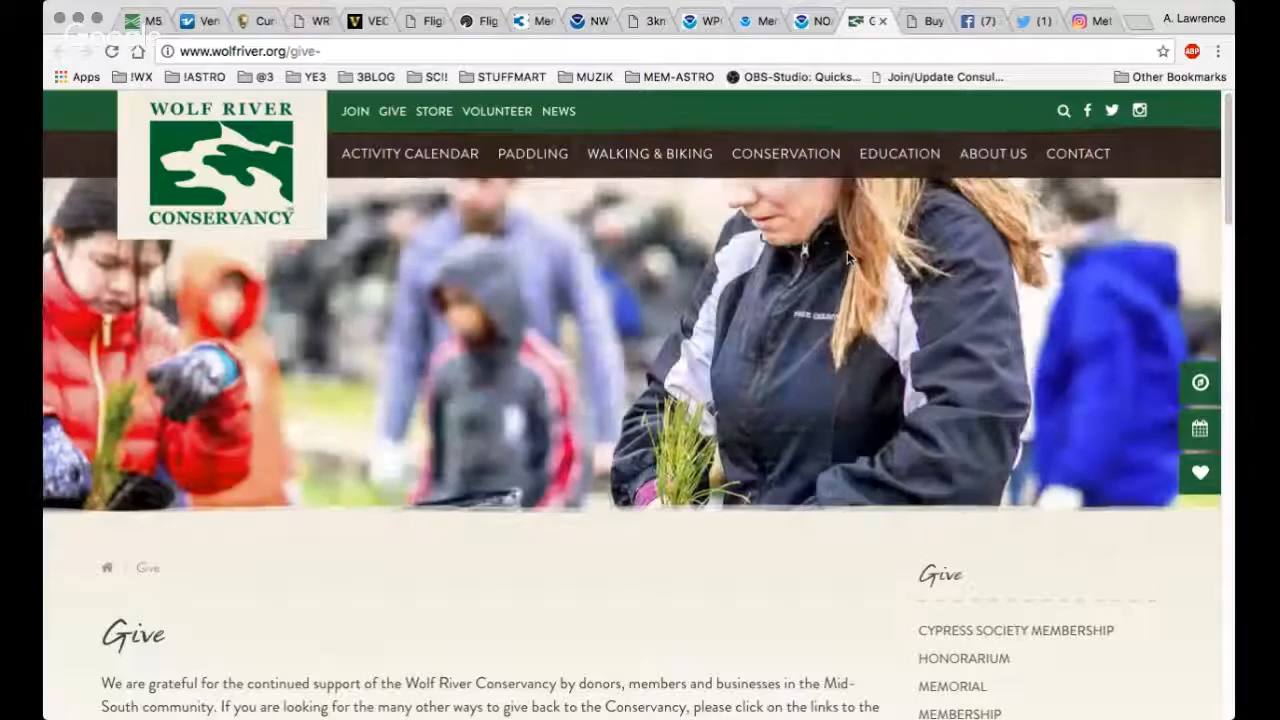 M5 Ven Cur WR VEC Flig Flig Mer NW 3kn WP Me NO G Buy (7) (1) Met A. Lawrence
Google
www.wolfriver.org/give-
Apps !WX !ASTRO @3 YE3 3BLOG SC!! STUFFMART MUZIK MEM-ASTRO OBS-Studio: Quicks... Join/Update Consul... Other Bookmarks
ABP
WOLF RIVER
CONSERVANCY
JOIN GIVE STORE VOLUNTEER NEWS
ACTIVITY CALENDAR PADDLING WALKING & BIKING CONSERVATION EDUCATION ABOUT US CONTACT
Give
Give
We are grateful for the continued support of the Wolf River Conservancy by donors, members and businesses in the Mid-
South community. If you are looking for the many other ways to give back to the Conservancy, please click on the links to the
Give
CYPRESS SOCIETY MEMBERSHIP
HONORARIUM
MEMORIAL
MEMBERSHIP